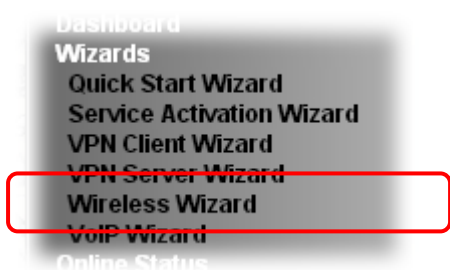 Dashboard
Wizards
Quick Start Wizard
Service Activation Wizard
VPN Client Wizard
VPN Server Wizard
Wireless Wizard
VoIP Wizard
Online Status